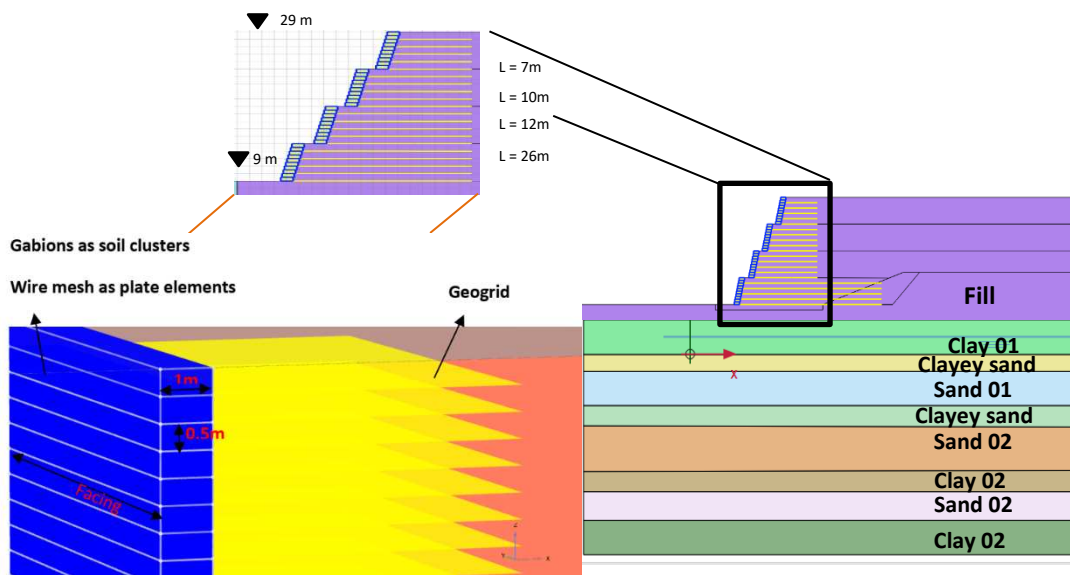 29 m
L = 7m
L = 10m
L = 12m
L = 26m
9 m
Gabions as soil clusters
Wire mesh as plate elements
Geogrid
1m
0.5m
Facing
Z
Y
X
Fill
Clay 01
x
Clayey sand
Sand 01
Clayey sand
Sand 02
Clay 02
Sand 02
Clay 02